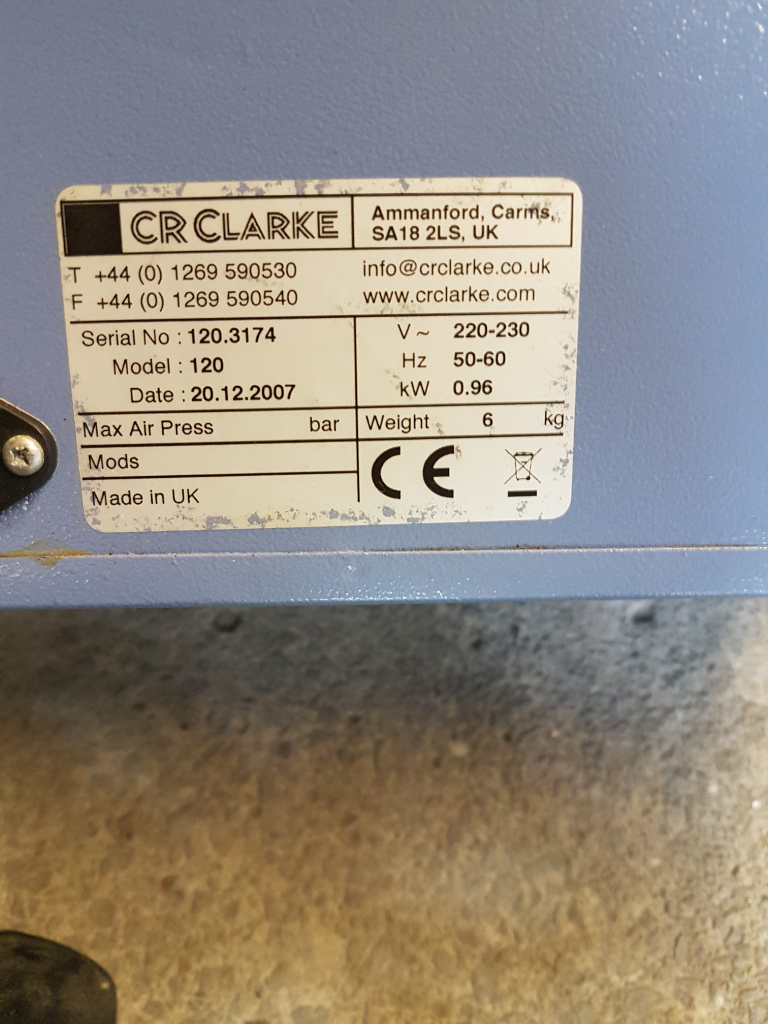 CR CLARKE
Ammanford, Carms,
SA18 2LS, UK
T +44 (0) 1269 590530
F +44 (0) 1269 590540
info@crclarke.co.uk
www.crclarke.com
Serial No : 120.3174
Model : 120
Date : 20.12.2007
V ~ 220-230
Hz 50-60
kW 0.96
Max Air Press bar
Weight 6 kg
Mods
Made in UK
CE